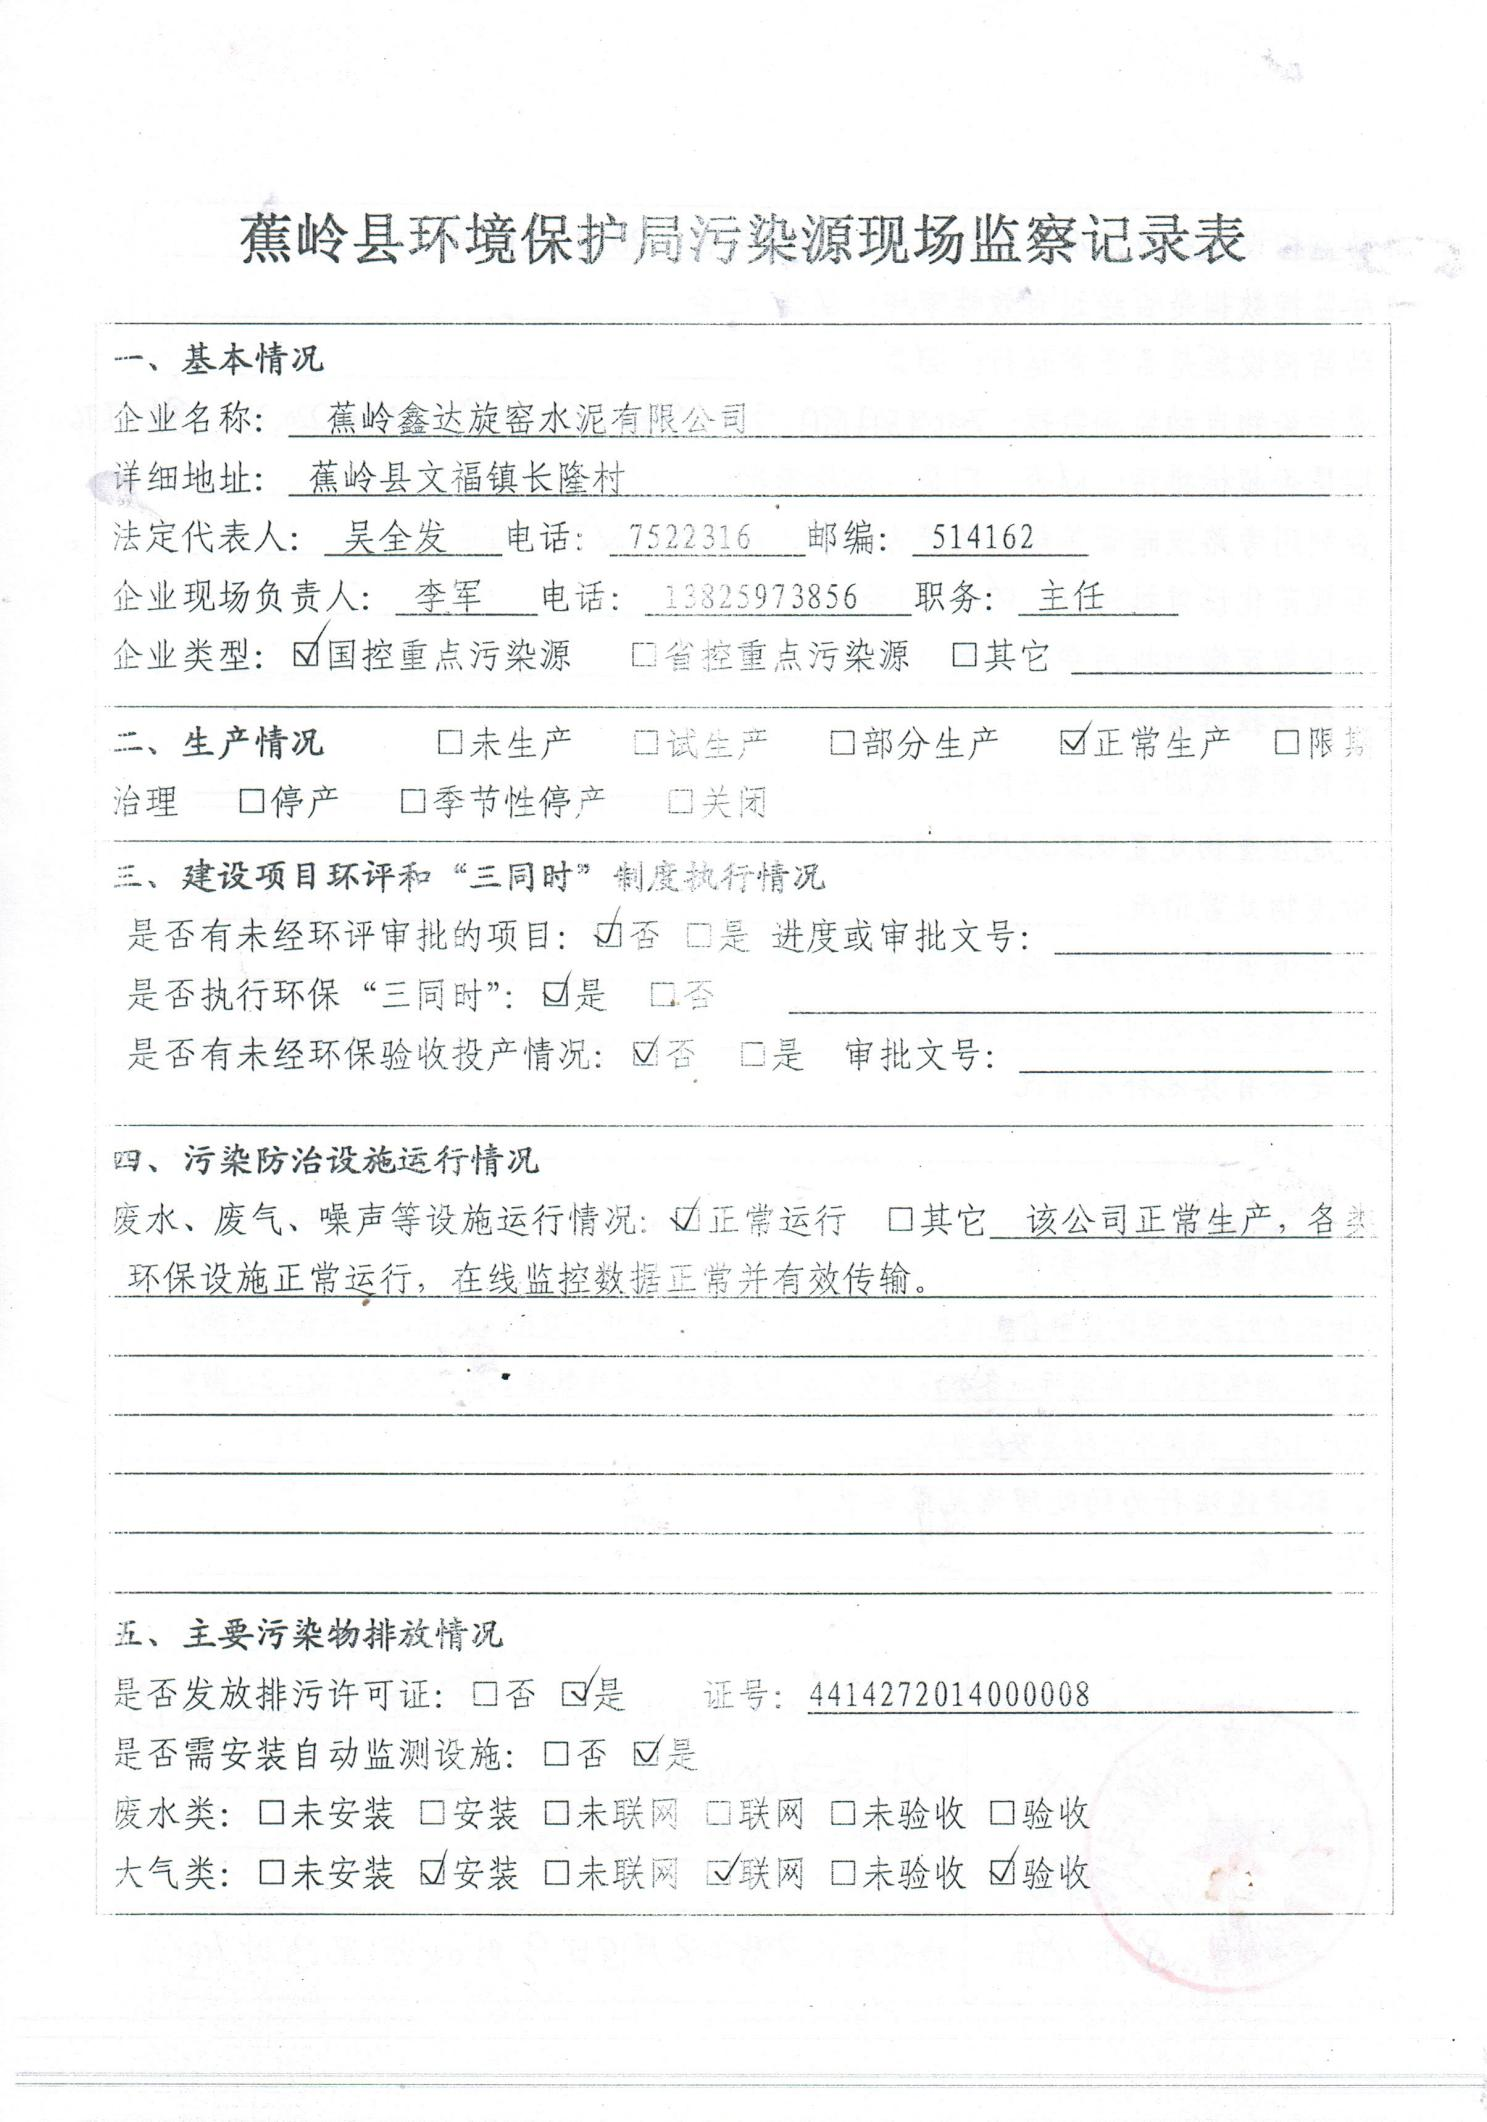 蕉岭县环境保护局污染源现场监察记录表
一、基本情况
企业名称： 蕉岭鑫达旋窑水泥有限公司
详细地址： 蕉岭县文福镇长隆村
法定代表人： 吴全发 电话： 7522316 邮编： 514162
企业现场负责人： 李军 电话： 13825973856 职务： 主任
企业类型：☑国控重点污染源 □省控重点污染源 □其它
二、生产情况 □未生产 □试生产 □部分生产 ☑正常生产 □限期
治理 □停产 □季节性停产 □关闭
三、建设项目环评和“三同时”制度执行情况
是否有未经环评审批的项目：☑否 □是 进度或审批文号：
是否执行环保“三同时”：☑是 □否
是否有未经环保验收投产情况：☑否 □是 审批文号：
四、污染防治设施运行情况
废水、废气、噪声等设施运行情况：☑正常运行 □其它 该公司正常生产，各类
环保设施正常运行，在线监控数据正常并有效传输。
五、主要污染物排放情况
是否发放排污许可证：□否 ☑是 证号：4414272014000008
是否需安装自动监测设施：□否 ☑是
废水类：□未安装 □安装 □未联网 □联网 □未验收 □验收
大气类：□未安装 ☑安装 □未联网 ☑联网 □未验收 ☑验收